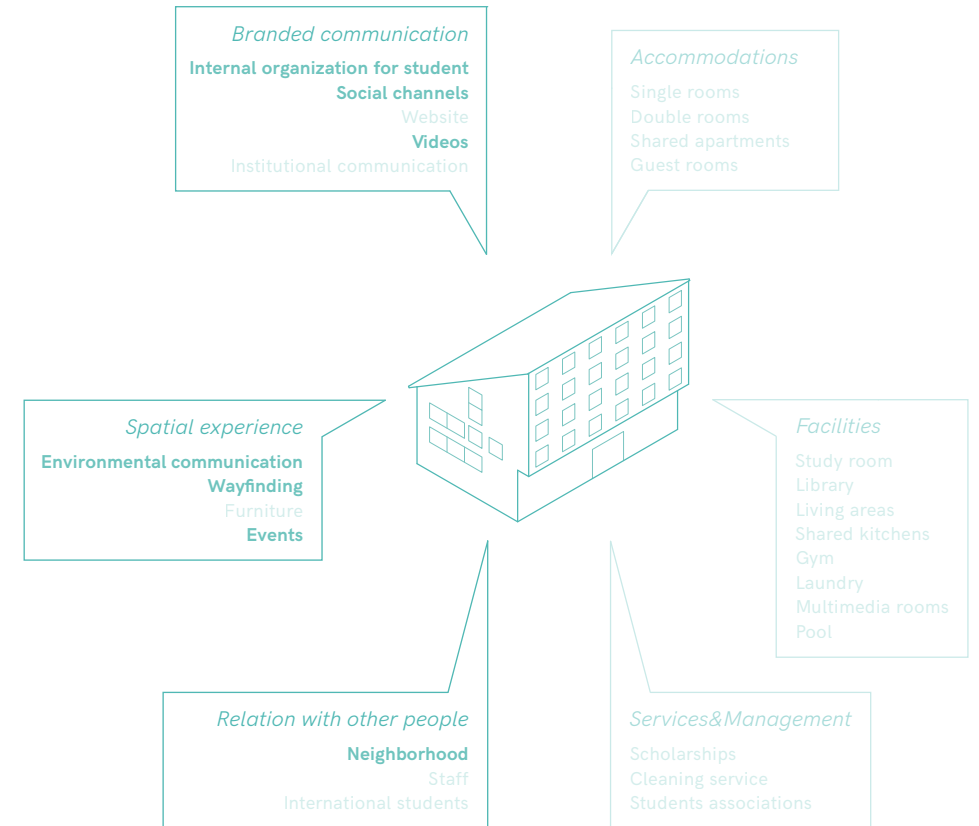 Branded communication
Internal organization for student
Social channels
Website
Videos
Institutional communication
Accommodations
Single rooms
Double rooms
Shared apartments
Guest rooms
Spatial experience
Environmental communication
Wayfinding
Furniture
Events
Facilities
Study room
Library
Living areas
Shared kitchens
Gym
Laundry
Multimedia rooms
Pool
Relation with other people
Neighborhood
Staff
International students
Services&Management
Scholarships
Cleaning service
Students associations